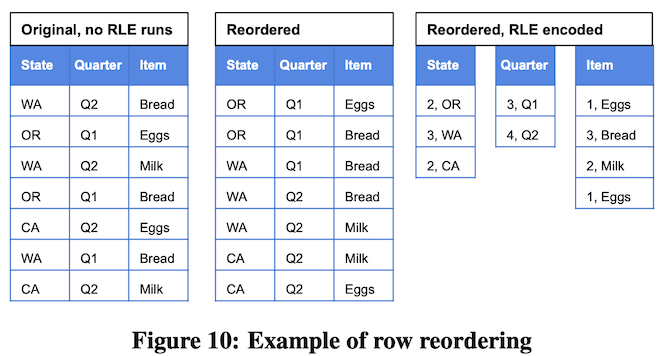 Original, no RLE runs
State Quarter Item
WA Q2 Bread
OR Q1 Eggs
WA Q2 Milk
OR Q1 Bread
CA Q2 Eggs
WA Q1 Bread
CA Q2 Milk
Reordered
State Quarter Item
OR Q1 Eggs
OR Q1 Bread
WA Q1 Bread
WA Q2 Bread
WA Q2 Milk
CA Q2 Milk
CA Q2 Eggs
Reordered, RLE encoded
State Quarter Item
2, OR 3, Q1 1, Eggs
3, WA 4, Q2 3, Bread
2, CA 2, Milk
1, Eggs
Figure 10: Example of row reordering